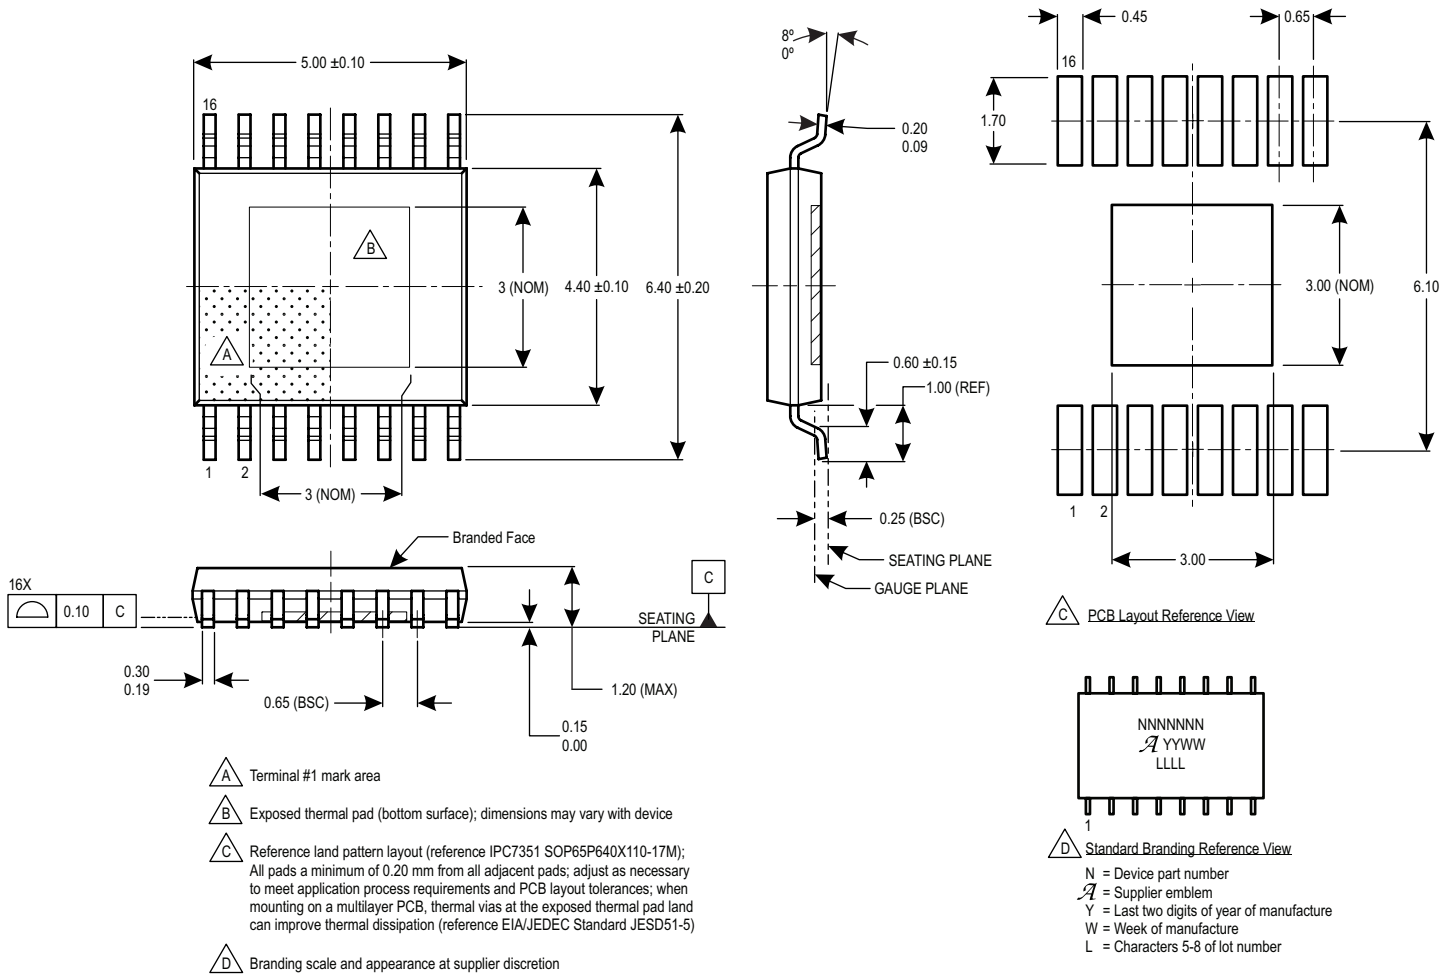 5.00 ±0.10
16
B
A
3 (NOM)
4.40 ±0.10
6.40 ±0.20
1 2
3 (NOM)
8º
0º
0.20
0.09
0.60 ±0.15
1.00 (REF)
0.25 (BSC)
SEATING PLANE
GAUGE PLANE
0.45
0.65
16
1.70
3.00 (NOM)
6.10
1 2
3.00
C PCB Layout Reference View
Branded Face
16X
0.10 C
C
SEATING
PLANE
0.30
0.19
0.65 (BSC)
1.20 (MAX)
0.15
0.00
A Terminal #1 mark area
B Exposed thermal pad (bottom surface); dimensions may vary with device
C Reference land pattern layout (reference IPC7351 SOP65P640X110-17M);
All pads a minimum of 0.20 mm from all adjacent pads; adjust as necessary
to meet application process requirements and PCB layout tolerances; when
mounting on a multilayer PCB, thermal vias at the exposed thermal pad land
can improve thermal dissipation (reference EIA/JEDEC Standard JESD51-5)
D Branding scale and appearance at supplier discretion
NNNNNNN
A YYWW
LLLL
1
D Standard Branding Reference View
N = Device part number
A = Supplier emblem
Y = Last two digits of year of manufacture
W = Week of manufacture
L = Characters 5-8 of lot number